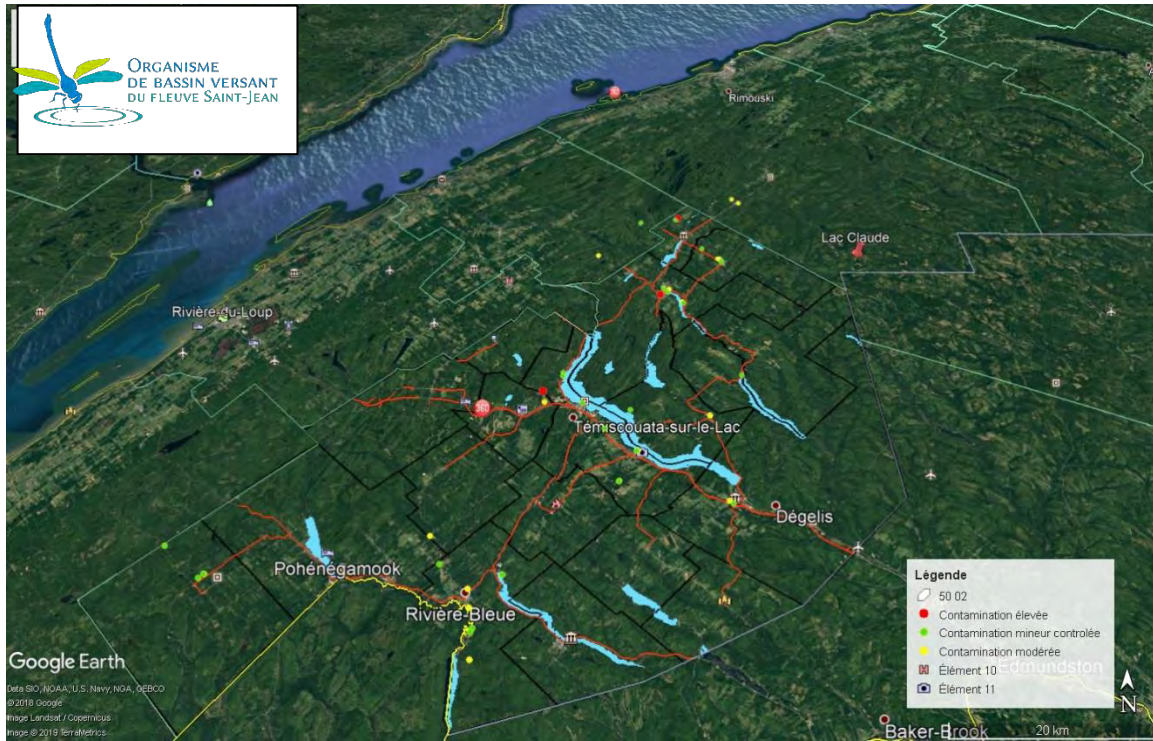 ORGANISME
DE BASSIN VERSANT
DU FLEUVE SAINT-JEAN
Rimouski
Lac Claude
Rivière-du-Loup
360
Témiscouata-sur-le-Lac
Dégelis
Pohénégamook
Rivière-Bleue
Légende
50 02
Contamination élevée
Contamination mineur controlée
Contamination modérée
Élément 10
Élément 11
Edmundston
Google Earth
Data SIO, NOAA, U.S. Navy, NGA, GEBCO
©2018 Google
Image Landsat / Copernicus
Image © 2019 TerraMetrics
N
Baker-Brook
20 km